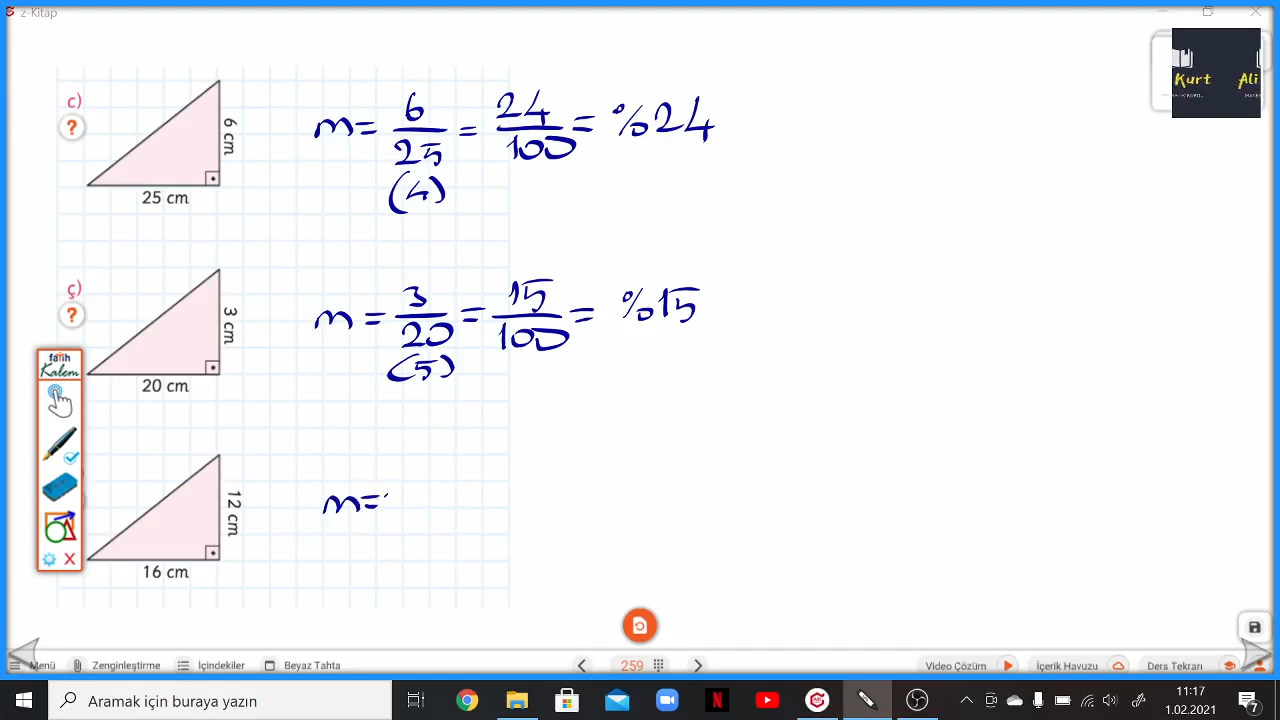 z-Kitap
Kurt Ali
c)
?
6 cm
25 cm
m = 6/25 = 24/100 = %24
(4)
ç)
?
3 cm
20 cm
m = 3/20 = 15/100 = %15
(5)
fatih
Kalem
12 cm
16 cm
m =
Menü Zenginleştirme İçindekiler Beyaz Tahta 259 Video Çözüm İçerik Havuzu Ders Tekrarı
Aramak için buraya yazın
11:17
1.02.2021
7